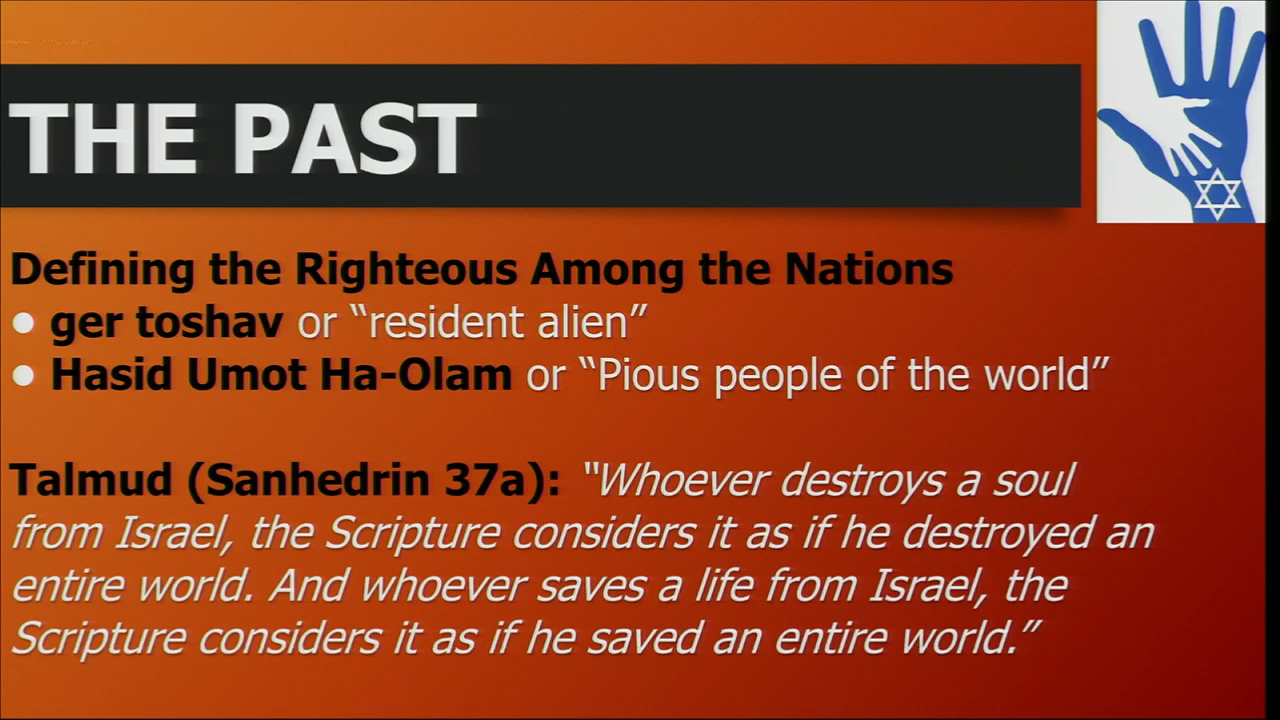 THE PAST
Defining the Righteous Among the Nations
● ger toshav or “resident alien”
● Hasid Umot Ha-Olam or “Pious people of the world”
Talmud (Sanhedrin 37a): “Whoever destroys a soul
from Israel, the Scripture considers it as if he destroyed an
entire world. And whoever saves a life from Israel, the
Scripture considers it as if he saved an entire world.”